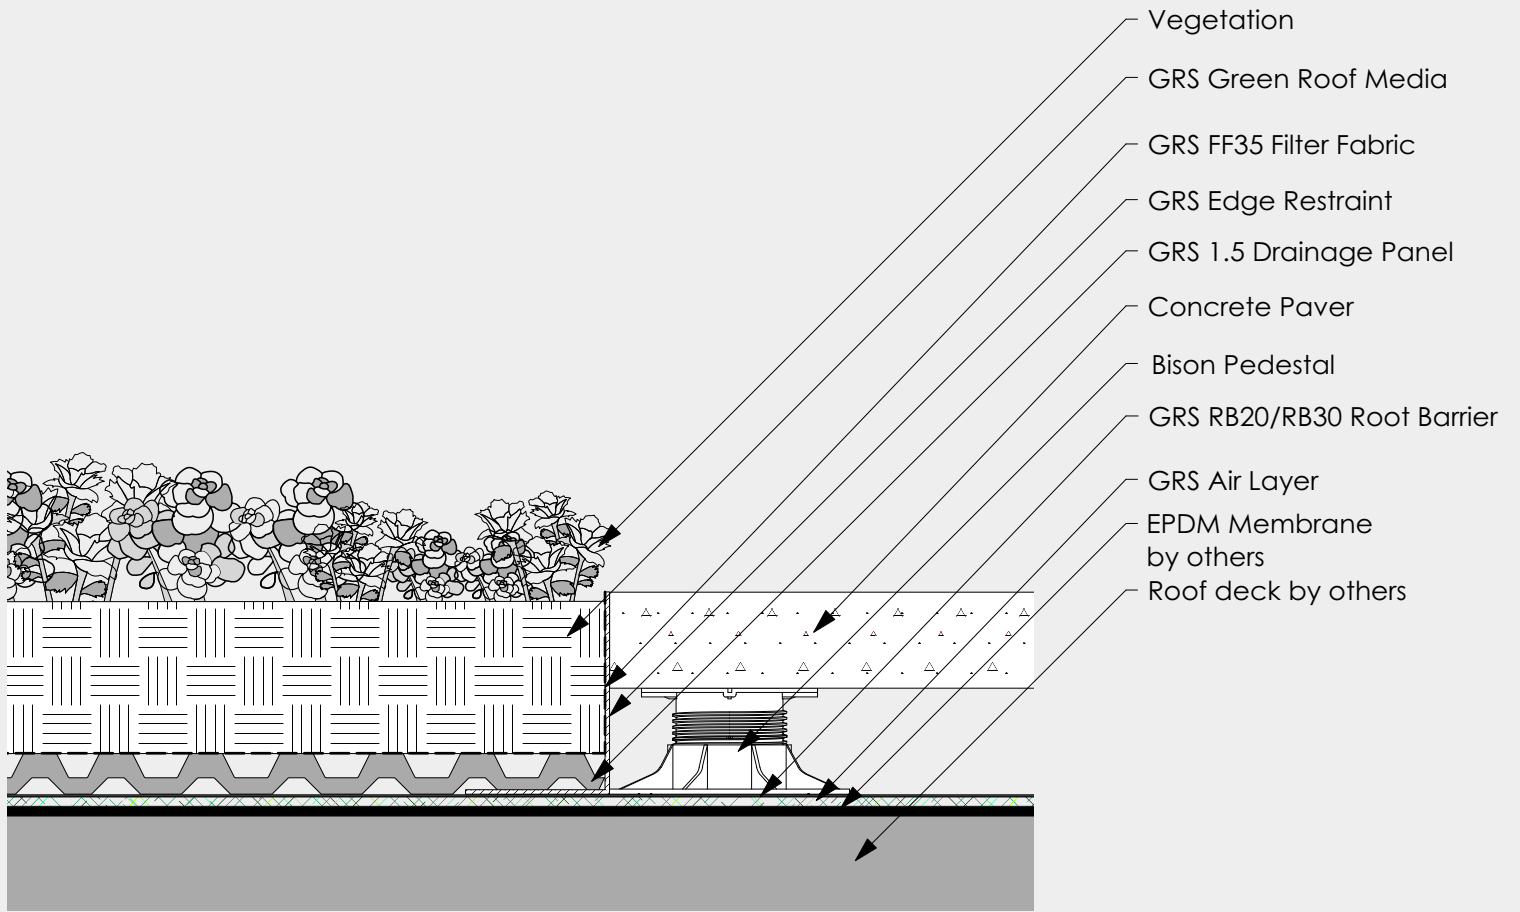 Vegetation
GRS Green Roof Media
GRS FF35 Filter Fabric
GRS Edge Restraint
GRS 1.5 Drainage Panel
Concrete Paver
Bison Pedestal
GRS RB20/RB30 Root Barrier
GRS Air Layer
EPDM Membrane
by others
Roof deck by others